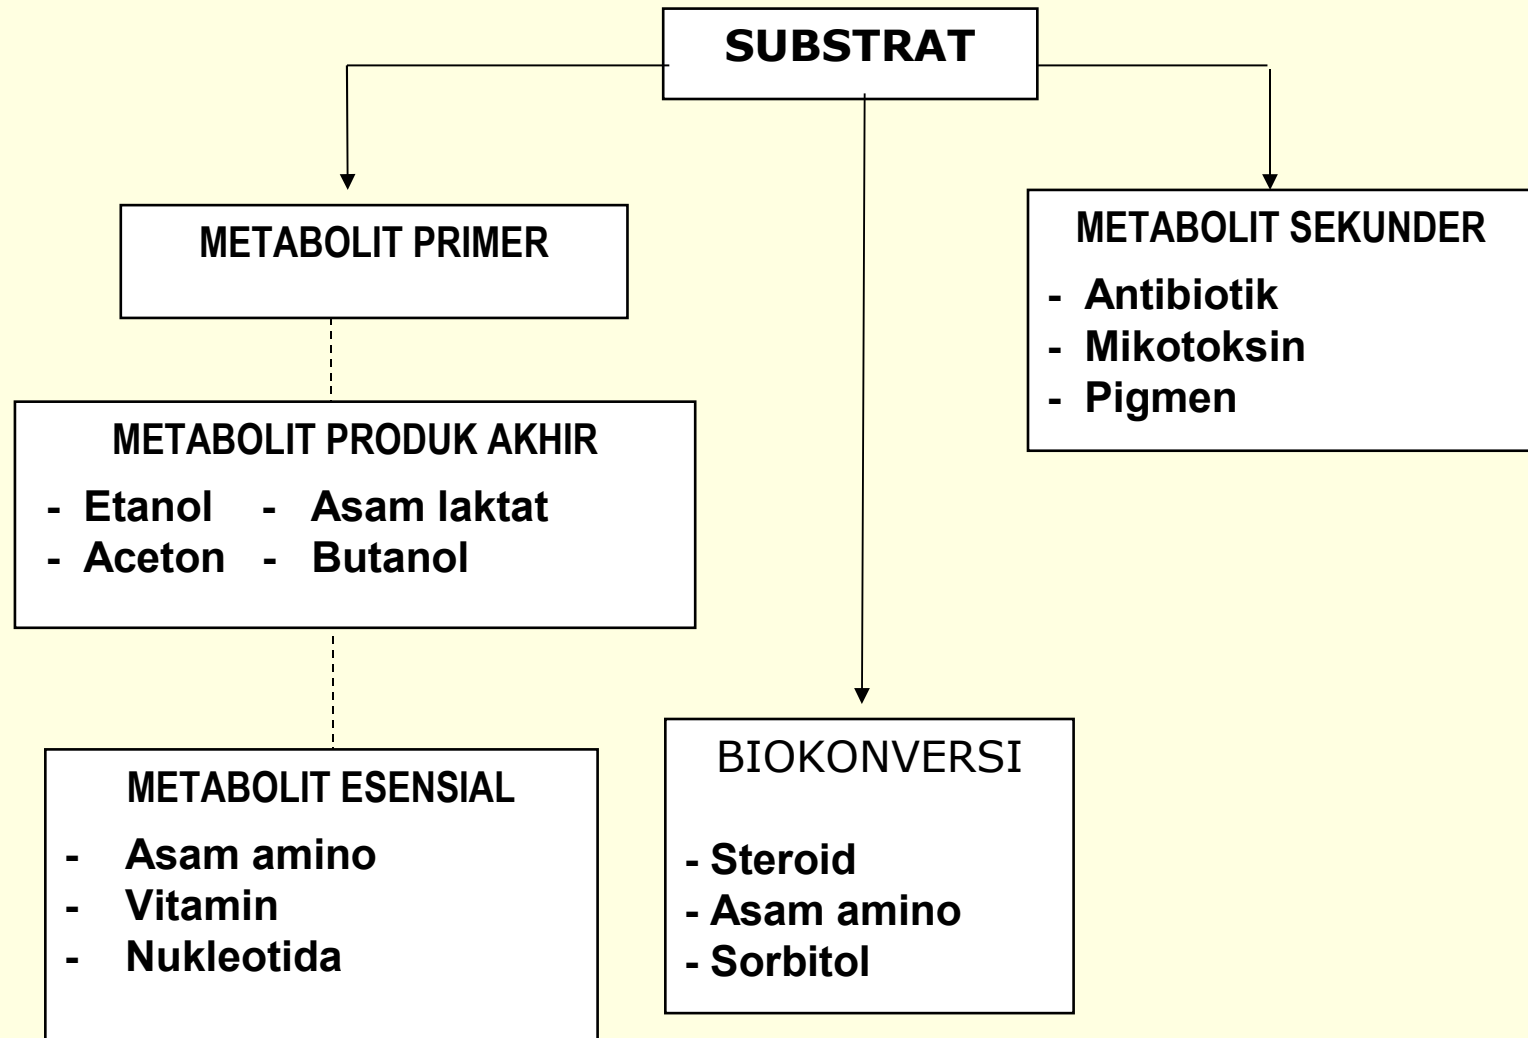 SUBSTRAT
METABOLIT PRIMER
METABOLIT SEKUNDER
- Antibiotik
- Mikotoksin
- Pigmen
METABOLIT PRODUK AKHIR
- Etanol - Asam laktat
- Aceton - Butanol
METABOLIT ESENSIAL
- Asam amino
- Vitamin
- Nukleotida
BIOKONVERSI
- Steroid
- Asam amino
- Sorbitol